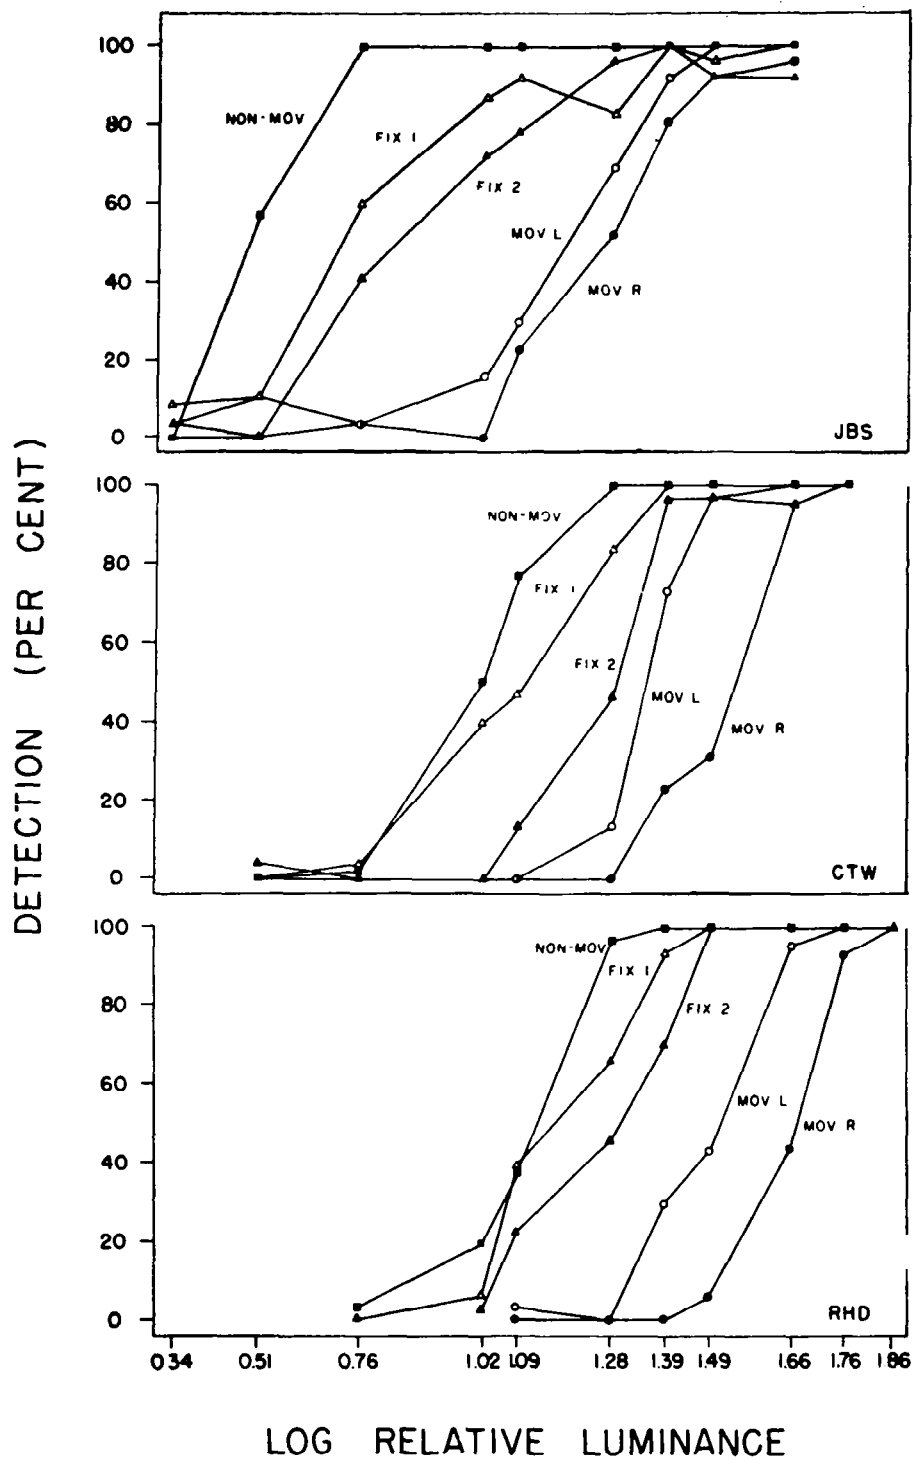 DETECTION (PER CENT)
100
80
60
40
20
0
NON-MOV
FIX 1
FIX 2
MOV L
MOV R
JBS
100
80
60
40
20
0
NON-MOV
FIX 1
FIX 2
MOV L
MOV R
CTW
100
80
60
40
20
0
NON-MOV
FIX 1
FIX 2
MOV L
MOV R
RHD
0.34 0.51 0.76 1.02 1.09 1.28 1.39 1.49 1.66 1.76 1.86
LOG RELATIVE LUMINANCE